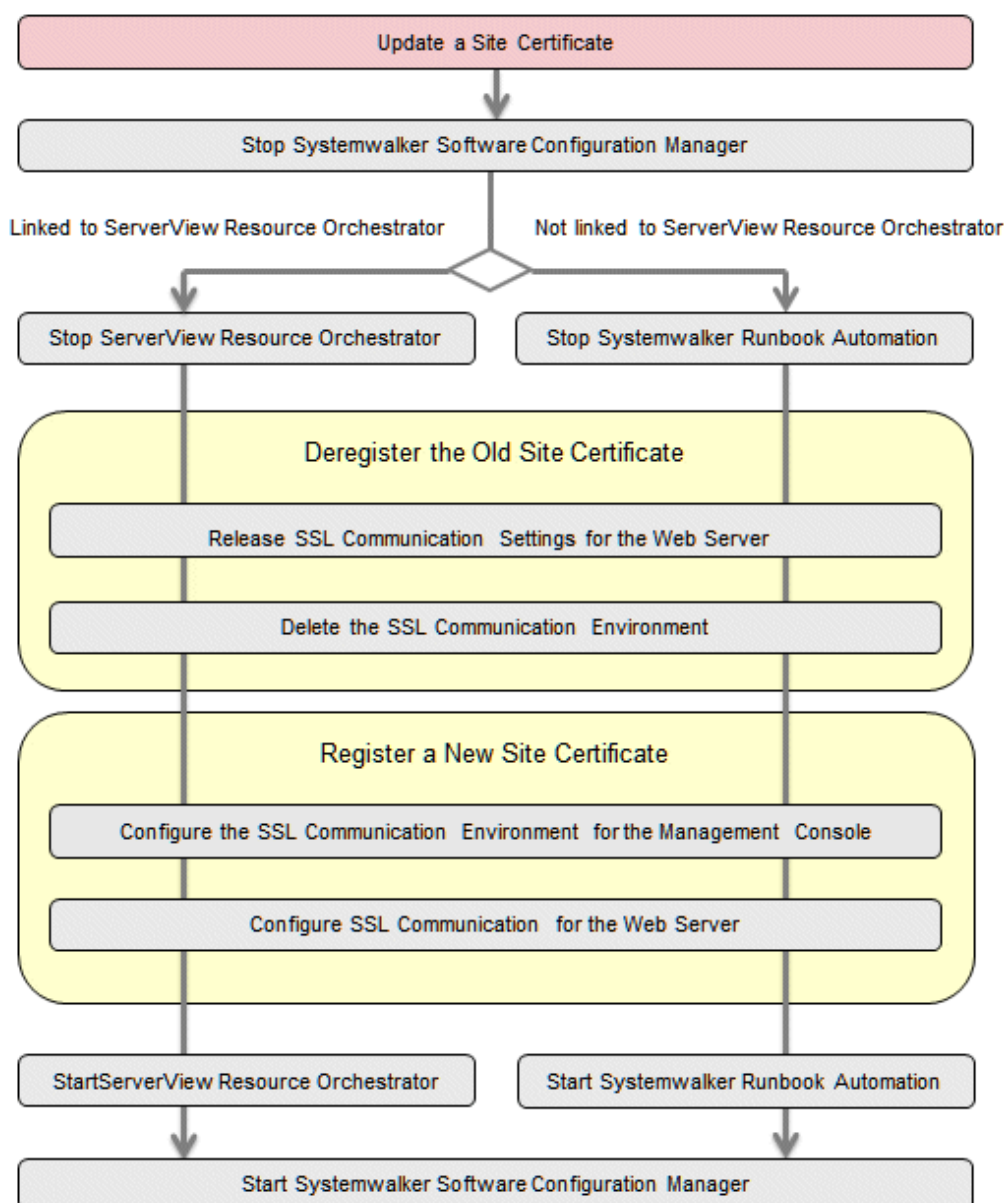 Update a Site Certificate
Stop Systemwalker Software Configuration Manager
Linked to ServerView Resource Orchestrator
Not linked to ServerView Resource Orchestrator
Stop ServerView Resource Orchestrator
Stop Systemwalker Runbook Automation
Deregister the Old Site Certificate
Release SSL Communication Settings for the Web Server
Delete the SSL Communication Environment
Register a New Site Certificate
Configure the SSL Communication Environment for the Management Console
Configure SSL Communication for the Web Server
StartServerView Resource Orchestrator
Start Systemwalker Runbook Automation
Start Systemwalker Software Configuration Manager